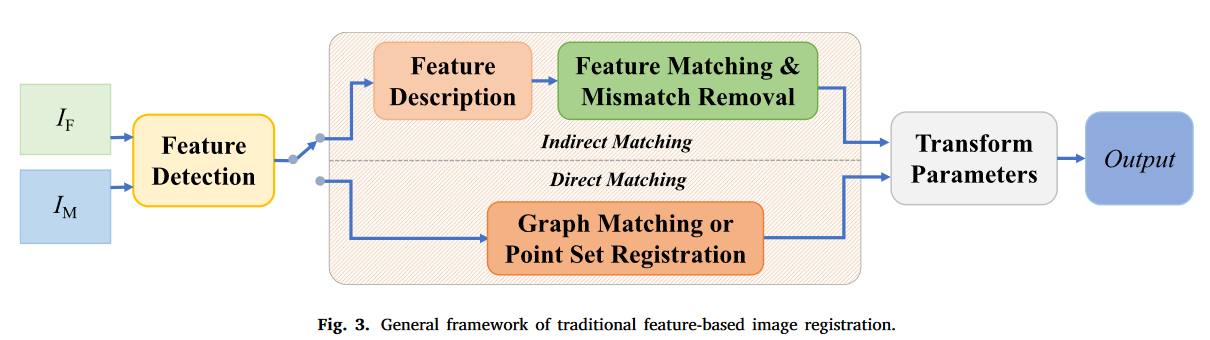 I_F
I_M
Feature
Detection
Feature
Description
Feature Matching &
Mismatch Removal
Indirect Matching
Direct Matching
Graph Matching or
Point Set Registration
Transform
Parameters
Output
Fig. 3. General framework of traditional feature-based image registration.